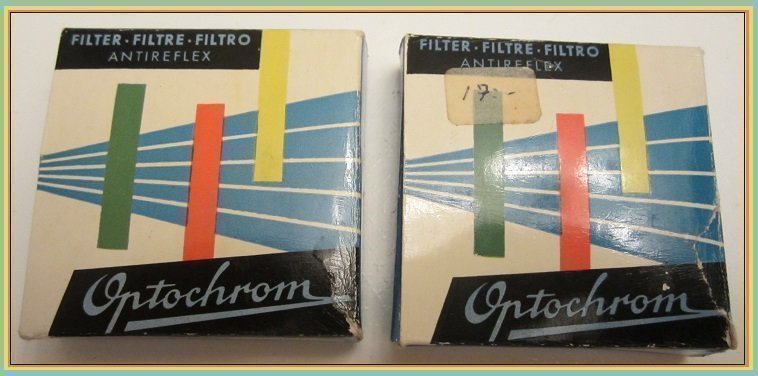 FILTER · FILTRE · FILTRO
ANTIREFLEX
Optochrom
FILTER · FILTRE · FILTRO
ANTIREFLEX
17.-
Optochrom